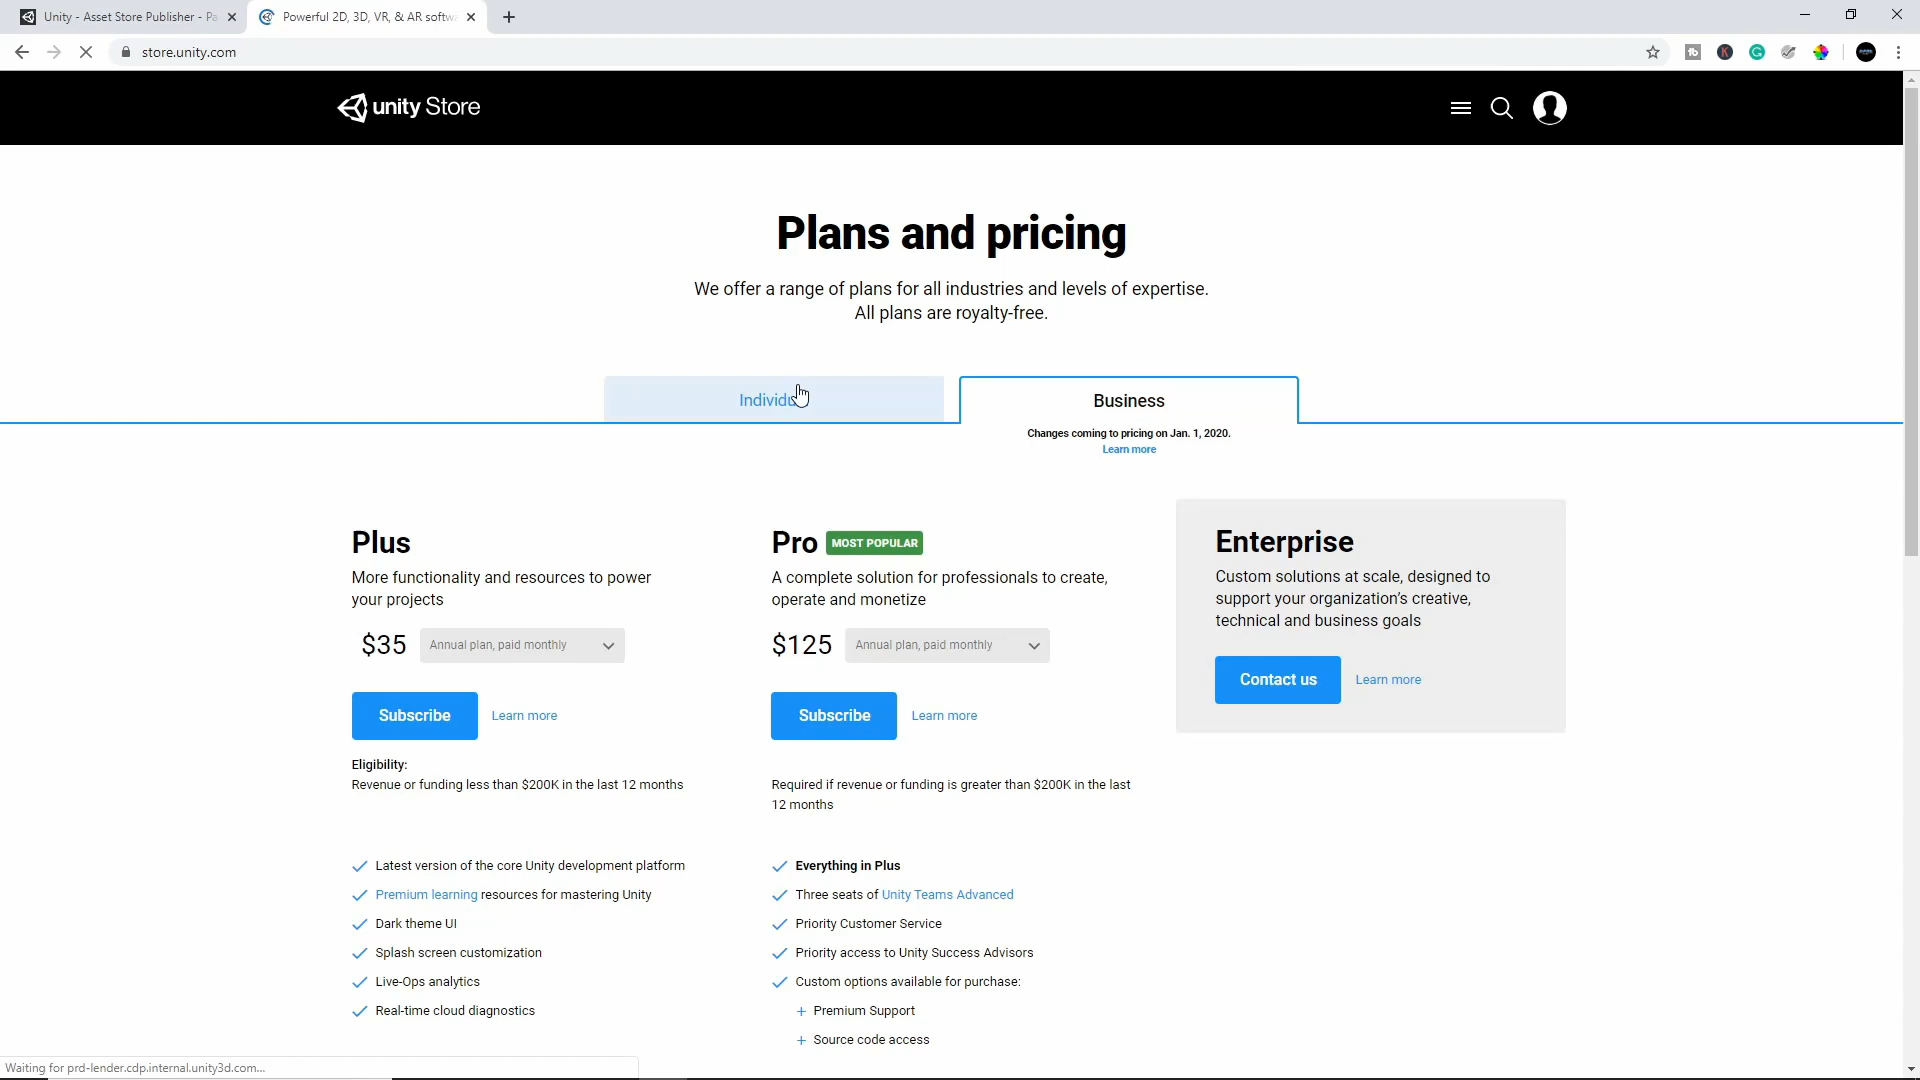 Unity - Asset Store Publisher - Pa
Powerful 2D, 3D, VR, & AR softwa
store.unity.com
unity Store
Plans and pricing
We offer a range of plans for all industries and levels of expertise.
All plans are royalty-free.
Individu
Business
Changes coming to pricing on Jan. 1, 2020.
Learn more
Plus
More functionality and resources to power
your projects
$35 Annual plan, paid monthly
Subscribe Learn more
Eligibility:
Revenue or funding less than $200K in the last 12 months
Latest version of the core Unity development platform
Premium learning resources for mastering Unity
Dark theme UI
Splash screen customization
Live-Ops analytics
Real-time cloud diagnostics
Pro MOST POPULAR
A complete solution for professionals to create,
operate and monetize
$125 Annual plan, paid monthly
Subscribe Learn more
Required if revenue or funding is greater than $200K in the last
12 months
Everything in Plus
Three seats of Unity Teams Advanced
Priority Customer Service
Priority access to Unity Success Advisors
Custom options available for purchase:
+ Premium Support
+ Source code access
Enterprise
Custom solutions at scale, designed to
support your organization's creative,
technical and business goals
Contact us Learn more
Waiting for prd-lender.cdp.internal.unity3d.com...